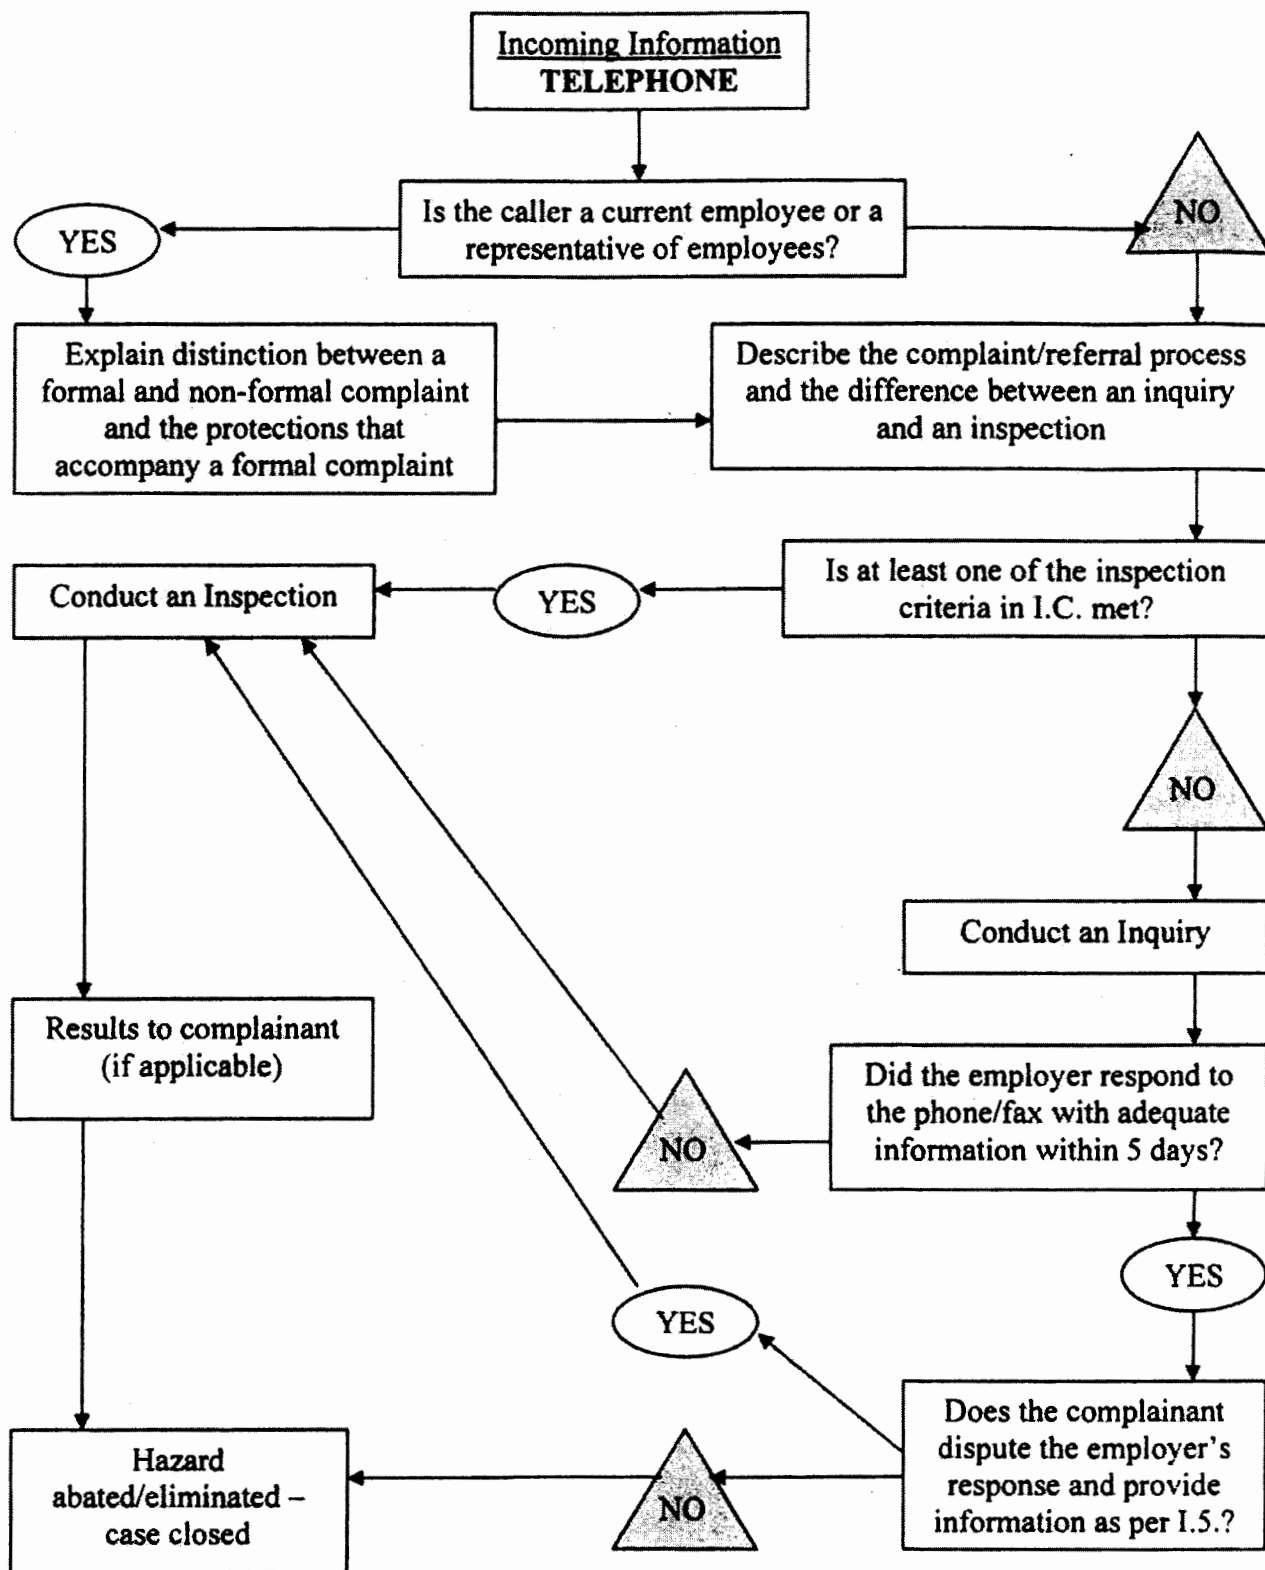 Incoming Information
TELEPHONE
Is the caller a current employee or a
representative of employees?
YES
NO
Explain distinction between a
formal and non-formal complaint
and the protections that
accompany a formal complaint
Describe the complaint/referral process
and the difference between an inquiry
and an inspection
Is at least one of the inspection
criteria in I.C. met?
YES
Conduct an Inspection
NO
Conduct an Inquiry
Results to complainant
(if applicable)
Did the employer respond to
the phone/fax with adequate
information within 5 days?
NO
YES
YES
Does the complainant
dispute the employer's
response and provide
information as per I.5.?
NO
Hazard
abated/eliminated –
case closed